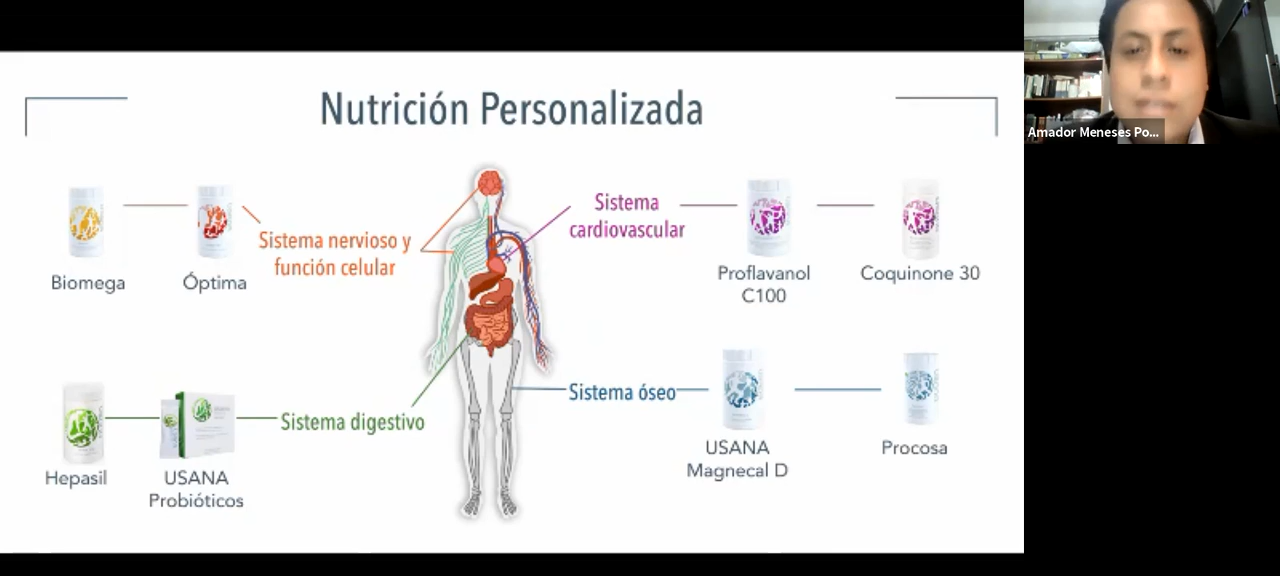 Nutrición Personalizada
Amador Meneses Po...
Biomega
Óptima
Sistema nervioso y
función celular
Sistema
cardiovascular
Proflavanol
C100
Coquinone 30
Hepasil
USANA
Probióticos
Sistema digestivo
Sistema óseo
USANA
Magnecal D
Procosa